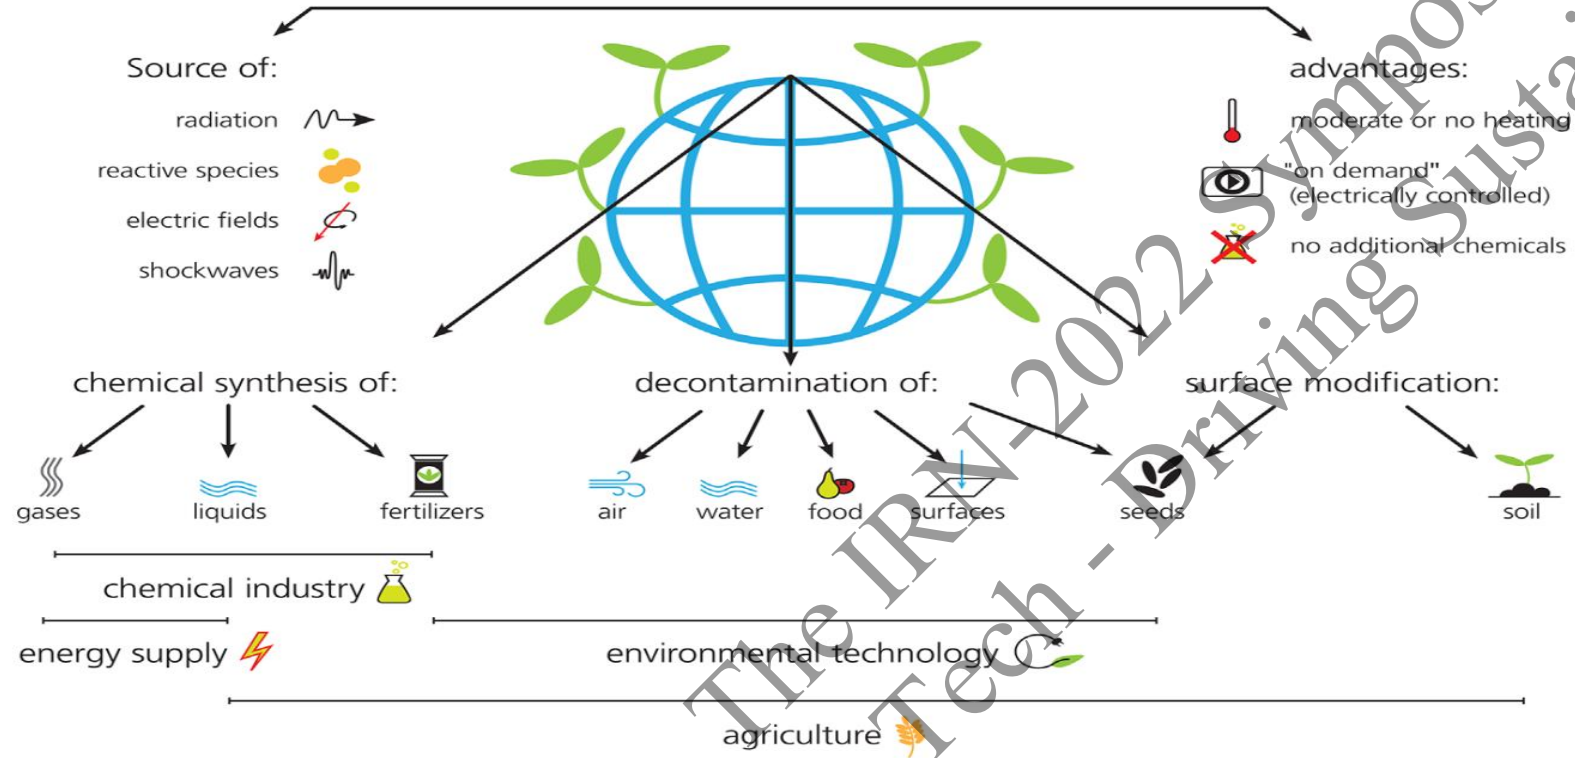 Source of:
radiation
reactive species
electric fields
shockwaves
advantages:
moderate or no heating
"on demand"
(electrically controlled)
no additional chemicals
chemical synthesis of:
decontamination of:
surface modification:
gases
liquids
fertilizers
air
water
food
surfaces
seeds
soil
chemical industry
energy supply
environmental technology
agriculture
The IRN-2022 Sympos
Tech - Driving Susta